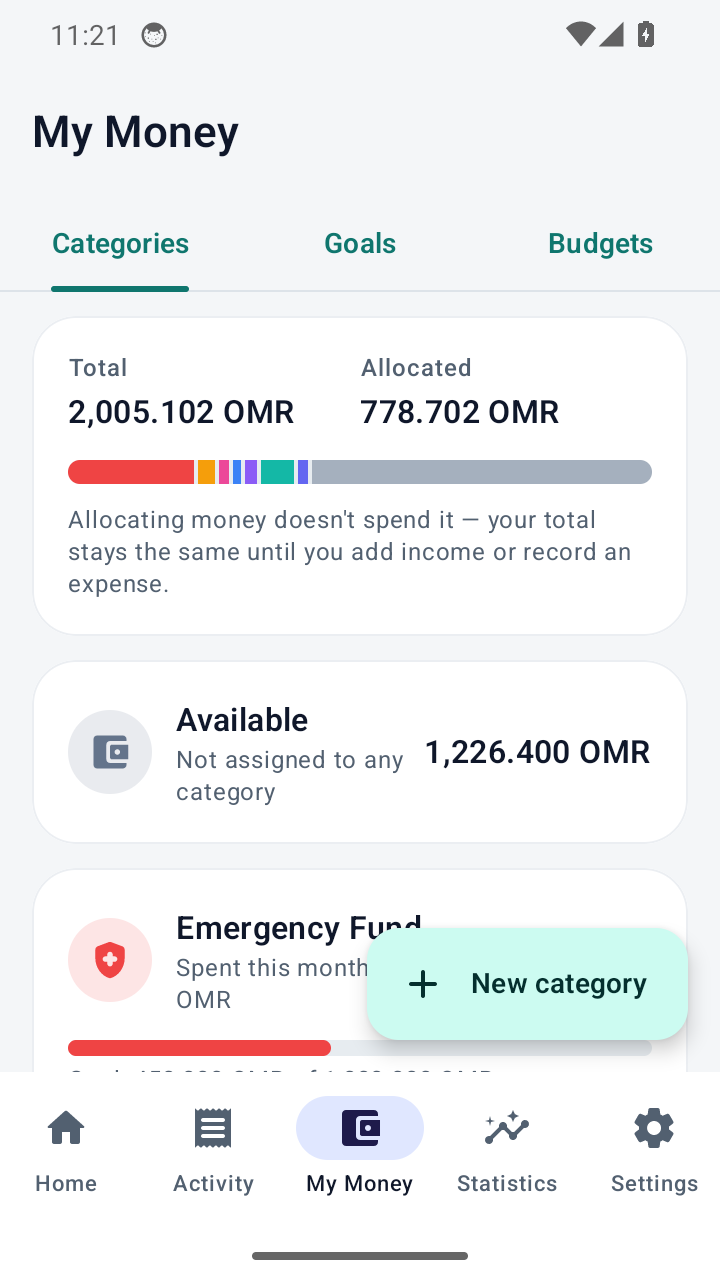 11:21
My Money
Categories Goals Budgets
Total Allocated
2,005.102 OMR 778.702 OMR
Allocating money doesn't spend it — your total
stays the same until you add income or record an
expense.
Available
Not assigned to any
category
1,226.400 OMR
Emergency Fund
Spent this month
OMR
New category
Home Activity My Money Statistics Settings